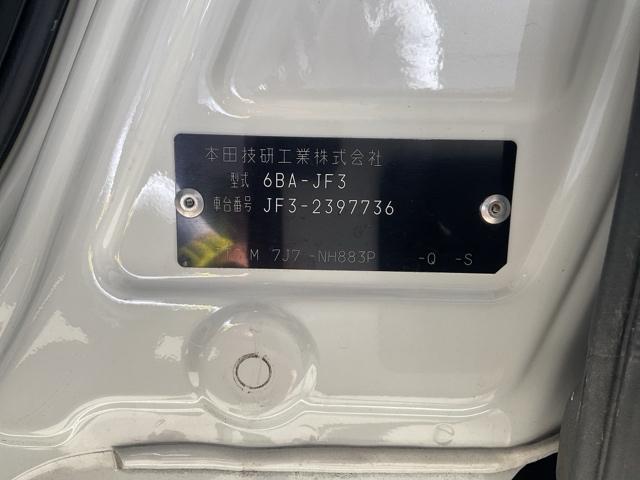 本田技研工業株式会社
型式 6BA-JF3
車台番号 JF3-2397736
M 7J7 -NH883P -Q -S